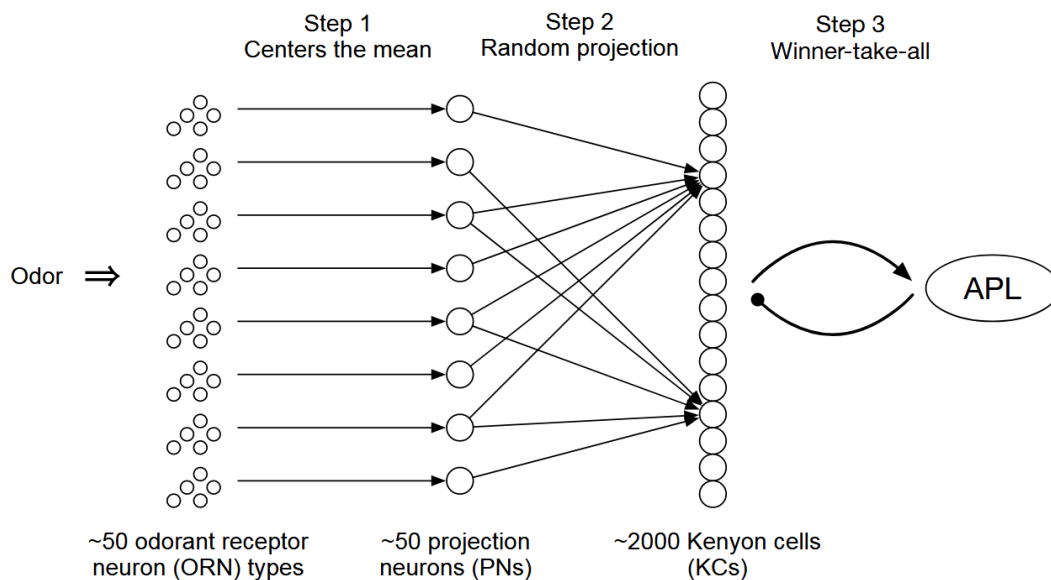 Step 1
Centers the mean
Step 2
Random projection
Step 3
Winner-take-all
Odor ⇒
APL
~50 odorant receptor
neuron (ORN) types
~50 projection
neurons (PNs)
~2000 Kenyon cells
(KCs)